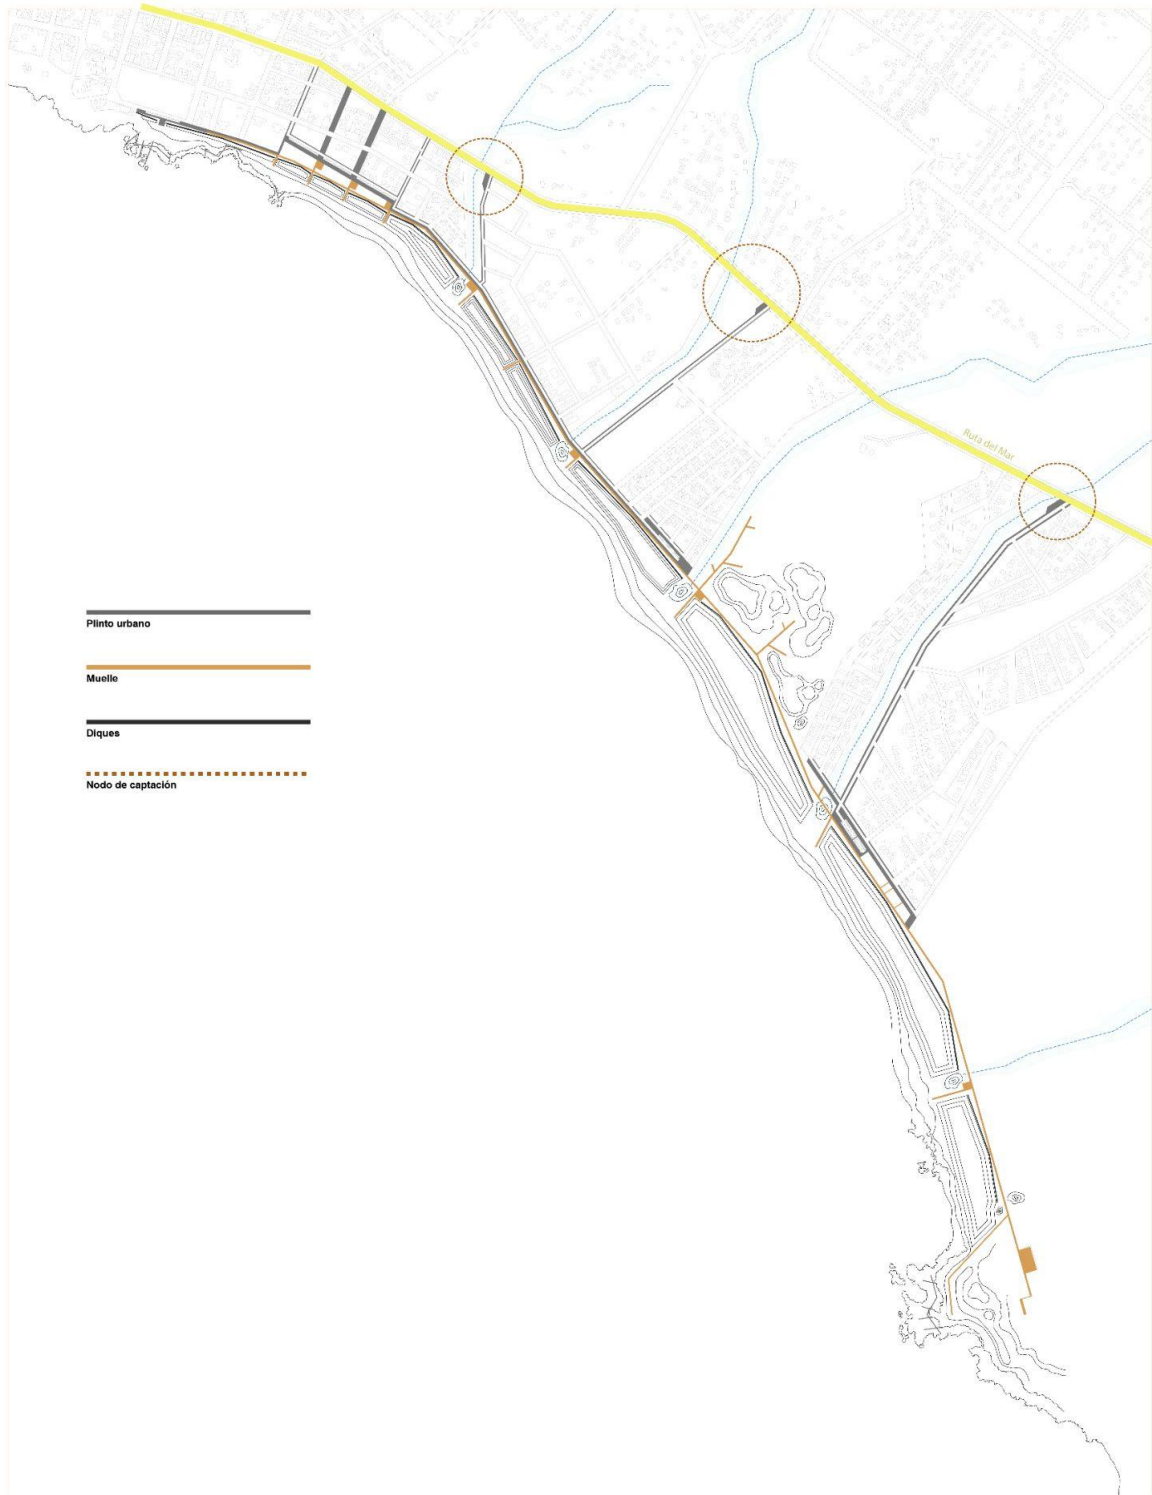 Ruta del Mar
Plinto urbano
Muelle
Diques
Nodo de captación